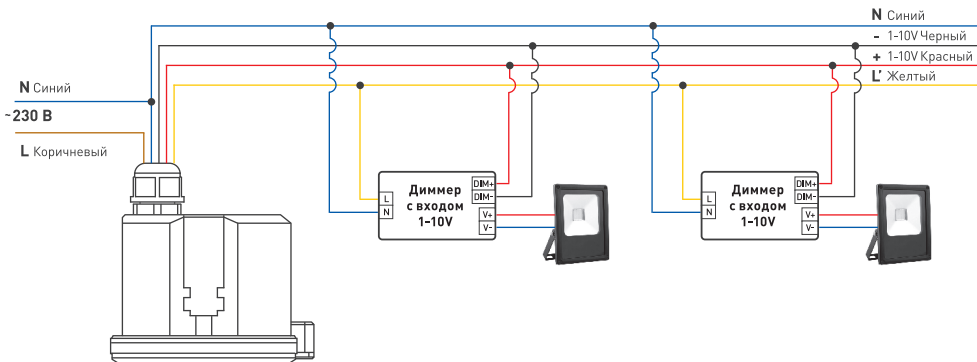 N Синий
- 1-10V Черный
+ 1-10V Красный
L' Желтый
N Синий
~230 В
L Коричневый
Диммер
с входом
1-10V
L
N
DIM+
DIM-
V+
V-
Диммер
с входом
1-10V
L
N
DIM+
DIM-
V+
V-